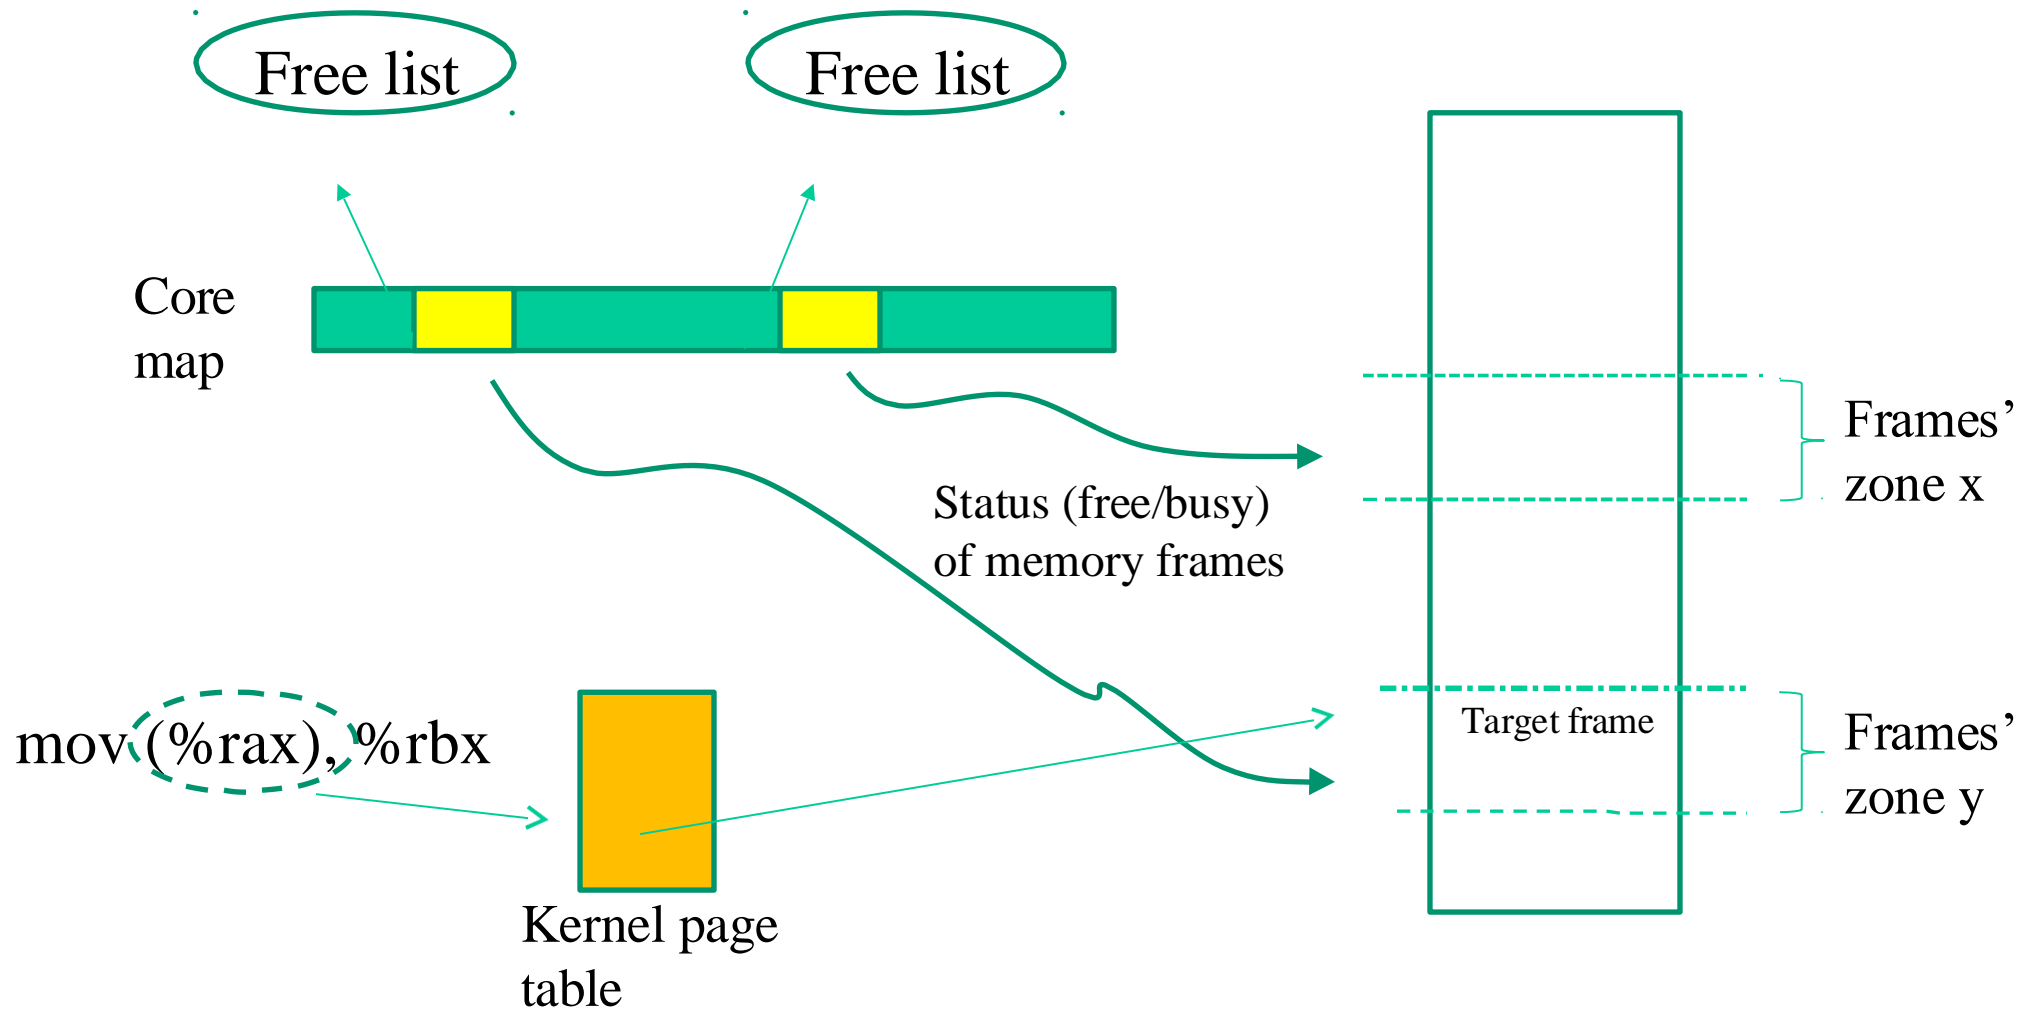 Free list
Free list
Core
map
Frames’
zone x
Status (free/busy)
of memory frames
Target frame
Frames’
zone y
mov (%rax), %rbx
Kernel page
table